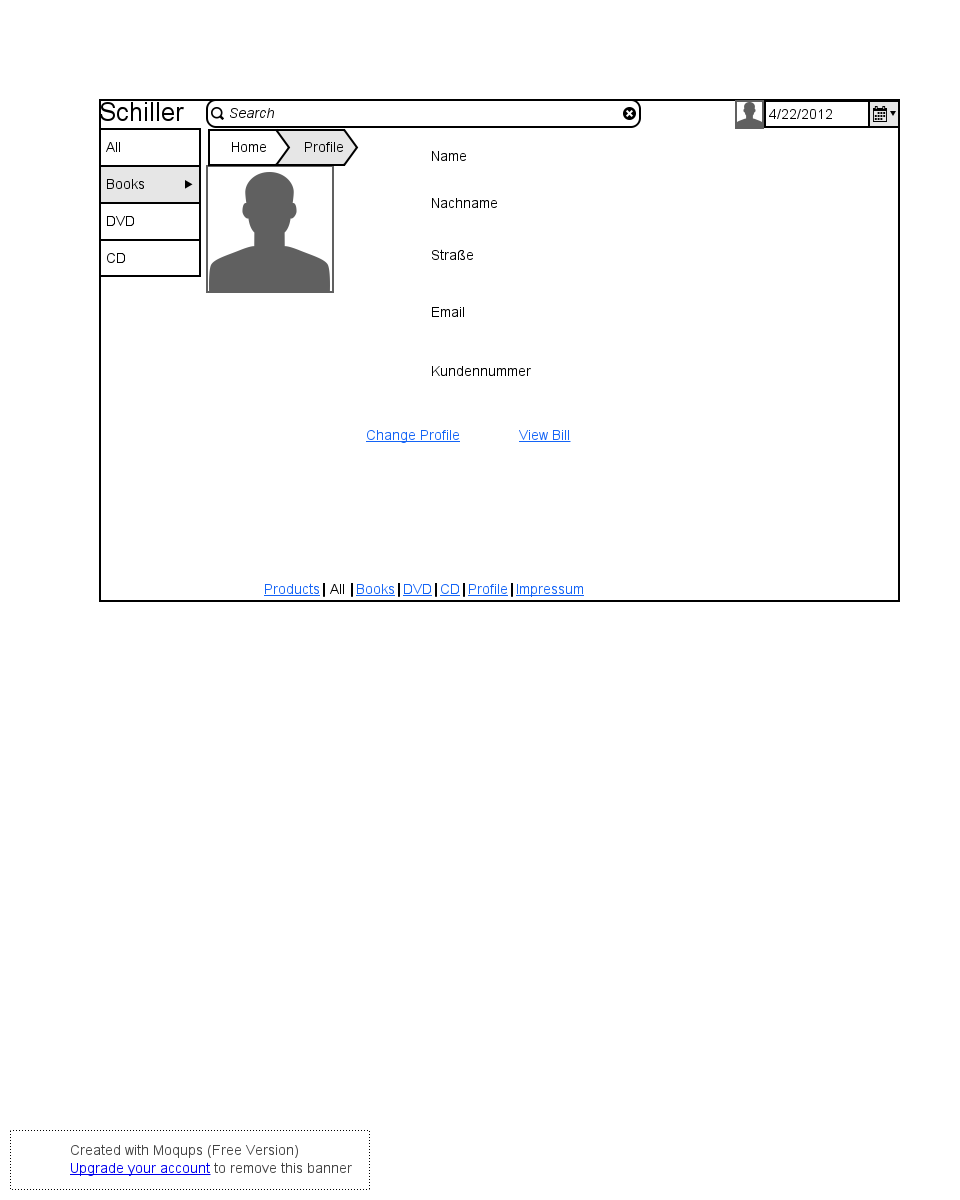 Schiller
Search
4/22/2012
All
Books
DVD
CD
Home Profile
Name
Nachname
Straße
Email
Kundennummer
Change Profile View Bill
Products | All | Books | DVD | CD | Profile | Impressum
Created with Moqups (Free Version)
Upgrade your account to remove this banner